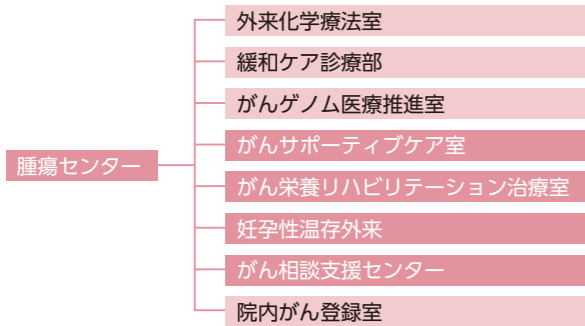 外来化学療法室
緩和ケア診療部
がんゲノム医療推進室
がんサポーティブケア室
腫瘍センター
がん栄養リハビリテーション治療室
妊孕性温存外来
がん相談支援センター
院内がん登録室